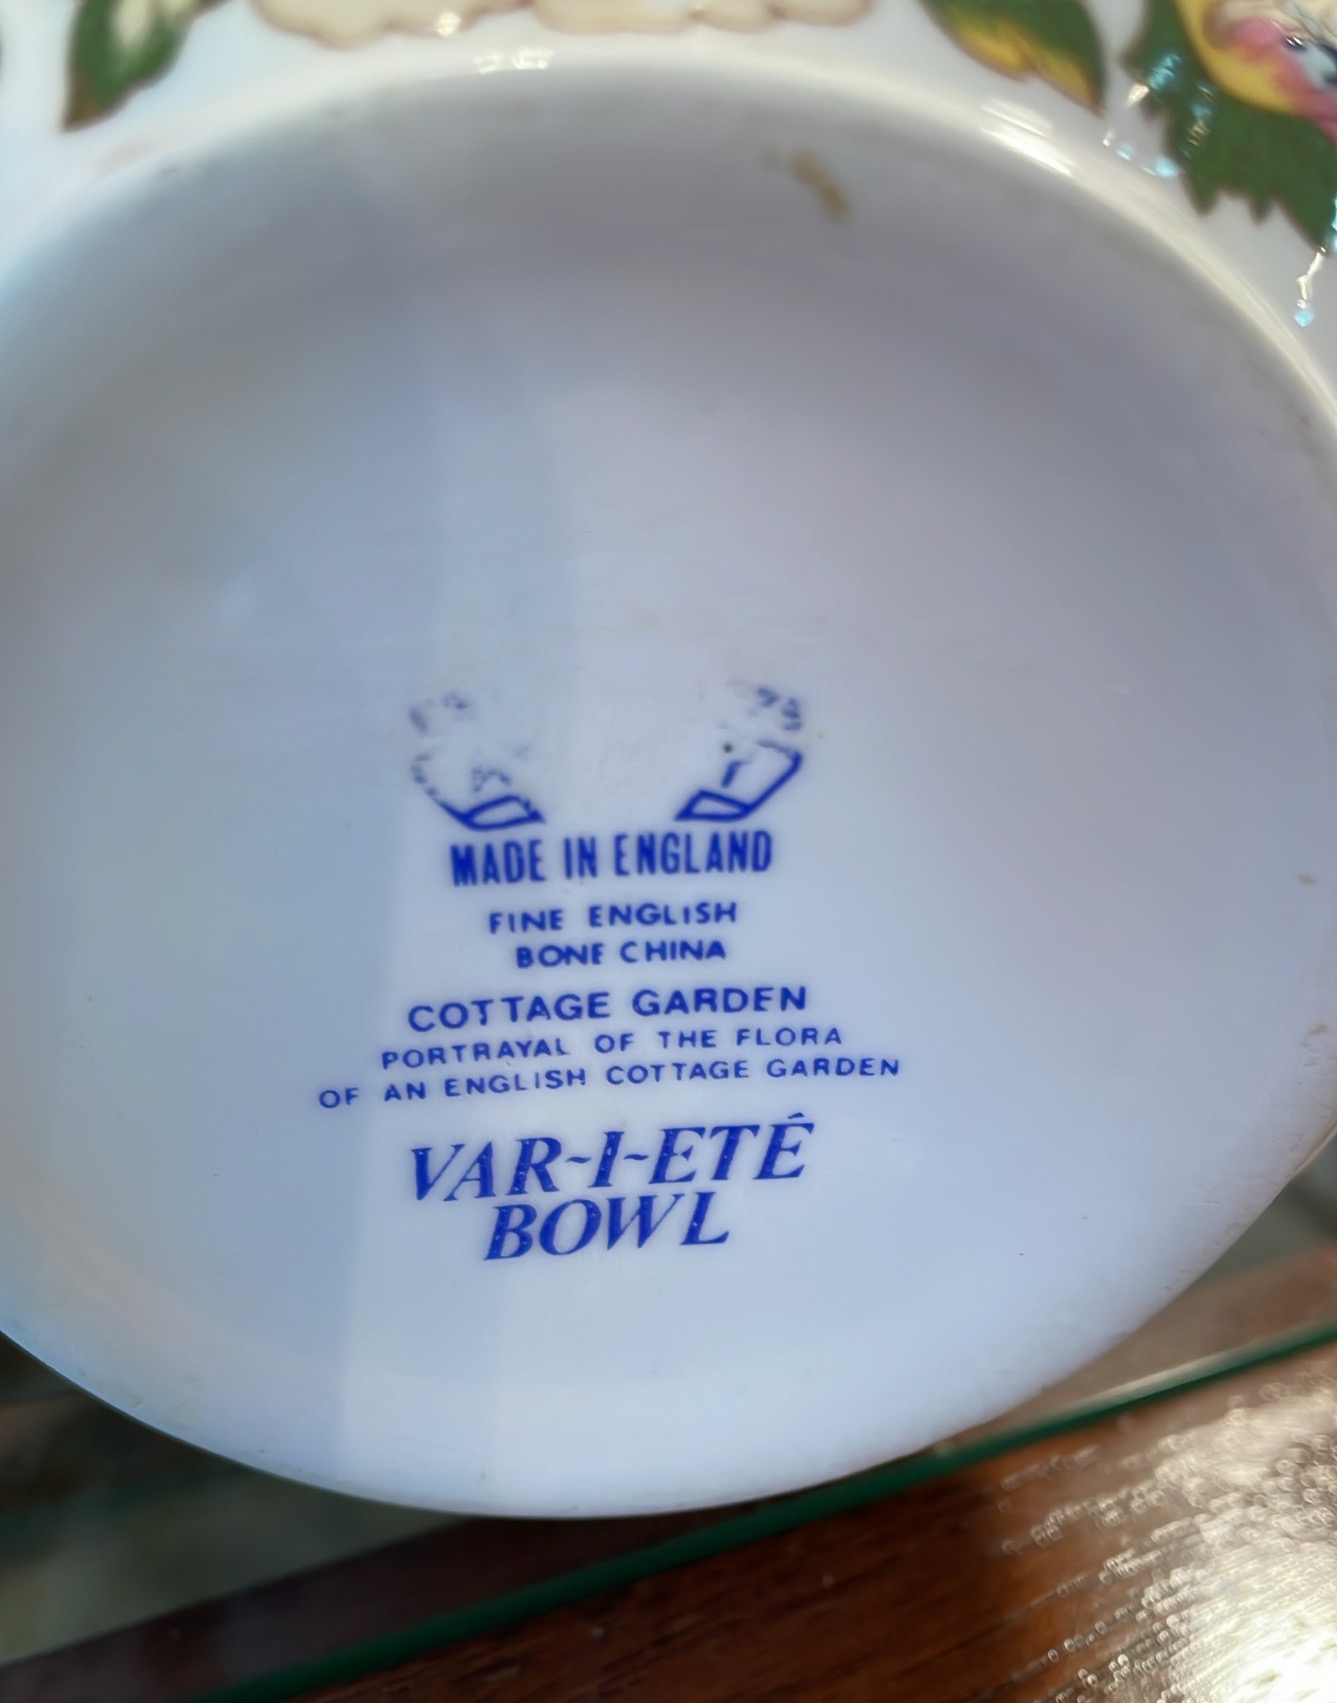 MADE IN ENGLAND
FINE ENGLISH
BONE CHINA
COTTAGE GARDEN
PORTRAYAL OF THE FLORA
OF AN ENGLISH COTTAGE GARDEN
VAR-I-ETÉ
BOWL